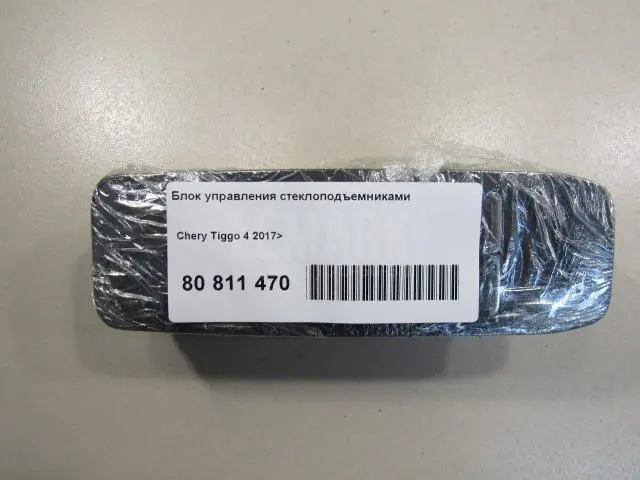 Блок управления стеклоподъемниками
Chery Tiggo 4 2017>
80 811 470